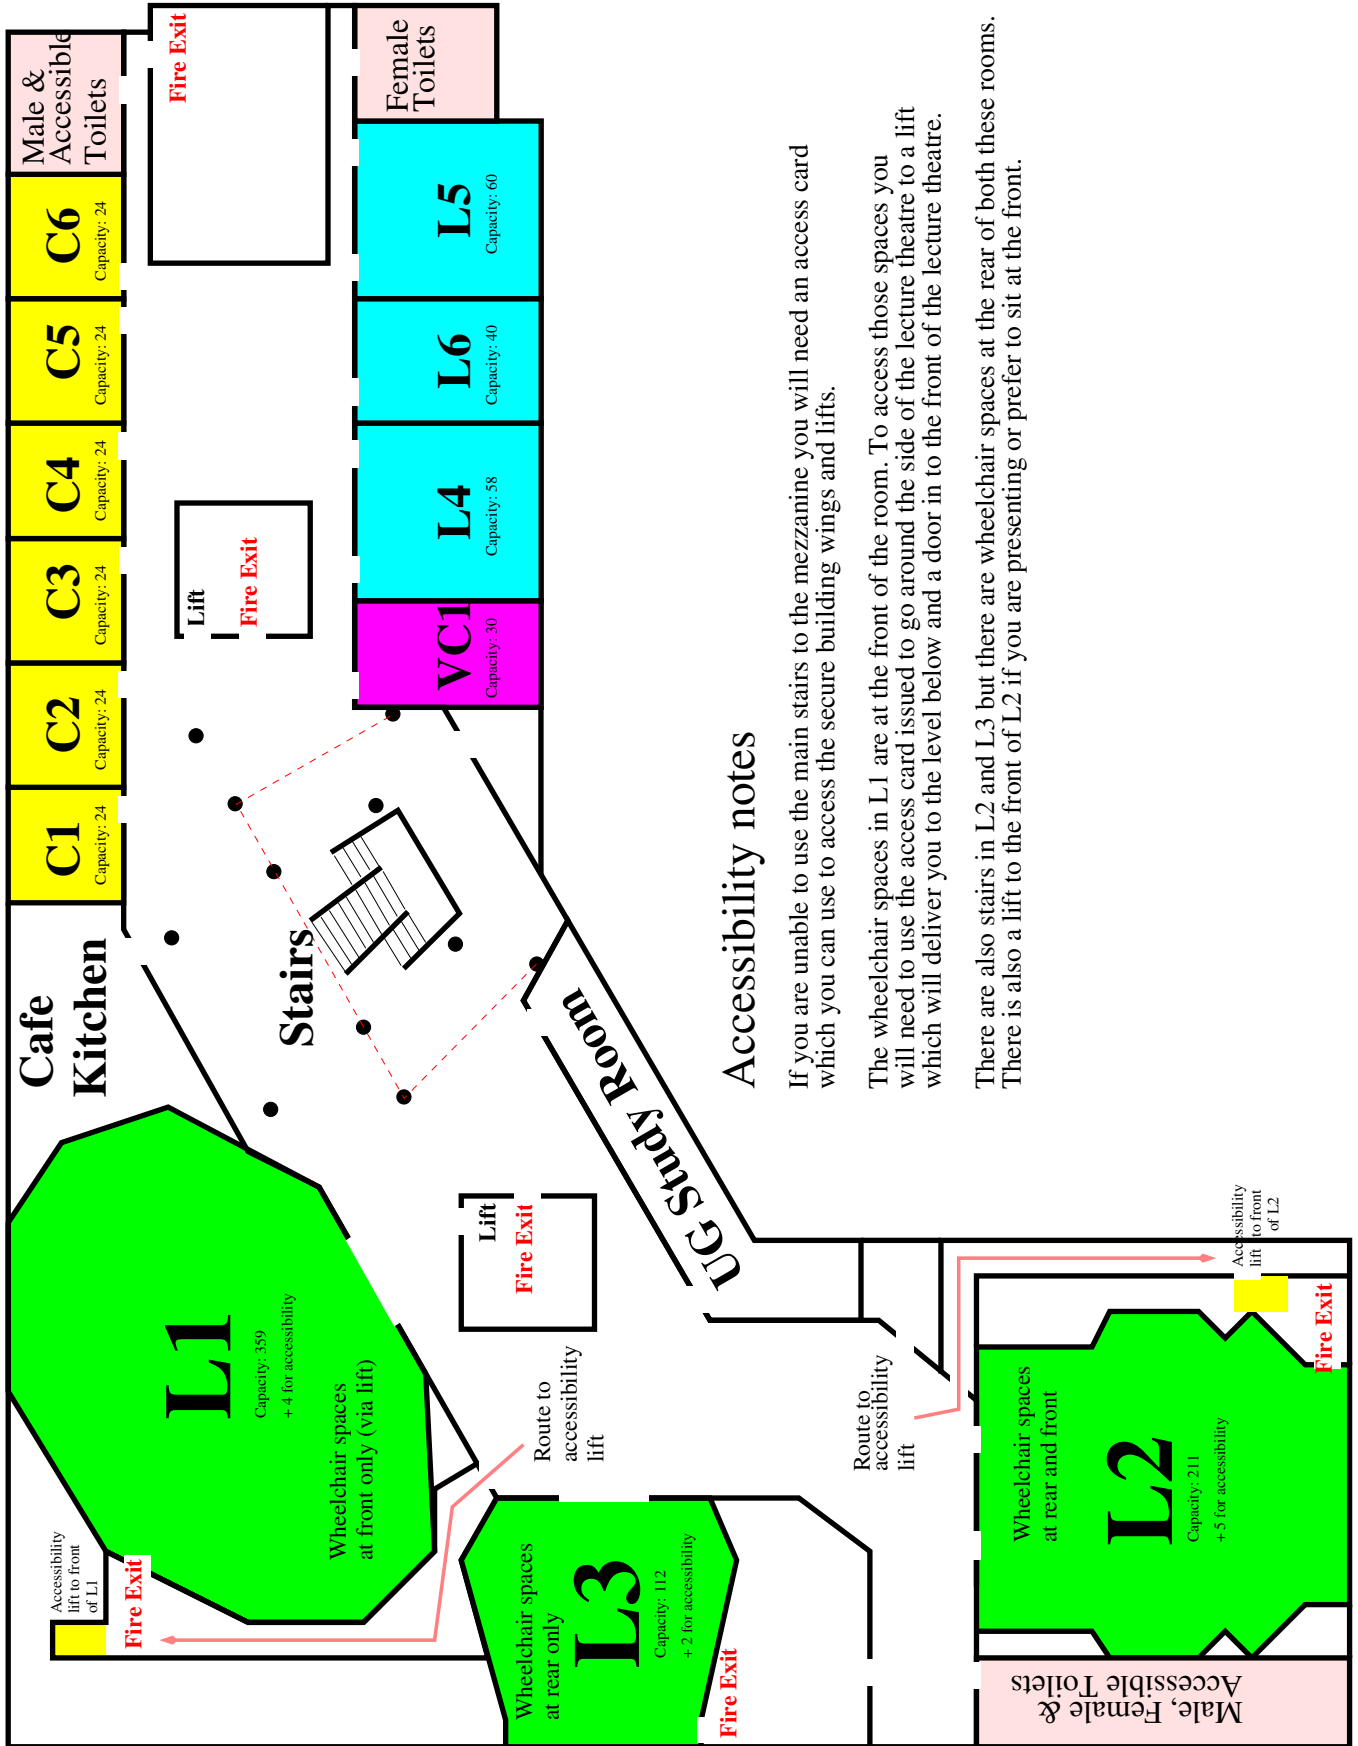 Male &
Accessible
Toilets
Fire Exit
Female
Toilets
C6
Capacity: 24
C5
Capacity: 24
C4
Capacity: 24
C3
Capacity: 24
C2
Capacity: 24
C1
Capacity: 24
L5
Capacity: 60
L6
Capacity: 40
L4
Capacity: 58
VC1
Capacity: 30
Lift
Fire Exit
Cafe
Kitchen
Stairs
UG Study Room
Lift
Fire Exit
L1
Capacity: 359
+ 4 for accessibility
Wheelchair spaces
at front only (via lift)
Accessibility
lift to front
of L1
Fire Exit
Route to
accessibility
lift
Wheelchair spaces
at rear only
L3
Capacity: 112
+ 2 for accessibility
Fire Exit
Route to
accessibility
lift
Wheelchair spaces
at rear and front
L2
Capacity: 211
+ 5 for accessibility
Accessibility
lift to front
of L2
Fire Exit
Male, Female &
Accessible Toilets
Accessibility notes
If you are unable to use the main stairs to the mezzanine you will need an access card
which you can use to access the secure building wings and lifts.
The wheelchair spaces in L1 are at the front of the room. To access those spaces you
will need to use the access card issued to go around the side of the lecture theatre to a lift
which will deliver you to the level below and a door in to the front of the lecture theatre.
There are also stairs in L2 and L3 but there are wheelchair spaces at the rear of both these rooms.
There is also a lift to the front of L2 if you are presenting or prefer to sit at the front.